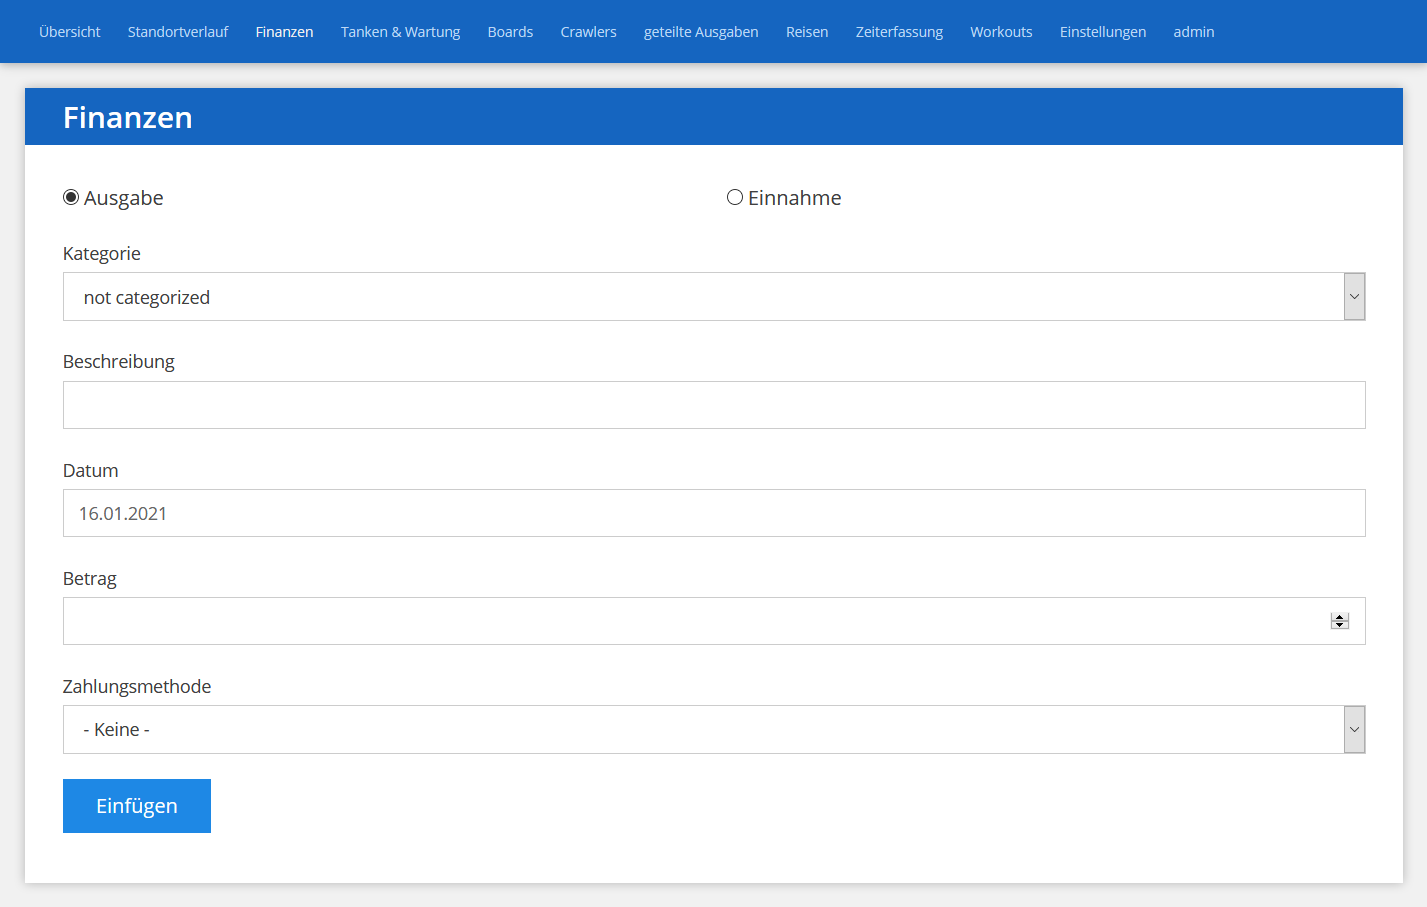 Übersicht Standortverlauf Finanzen Tanken & Wartung Boards Crawlers geteilte Ausgaben Reisen Zeiterfassung Workouts Einstellungen admin
Finanzen
Ausgabe Einnahme
Kategorie
not categorized
Beschreibung
Datum
16.01.2021
Betrag
Zahlungsmethode
- Keine -
Einfügen